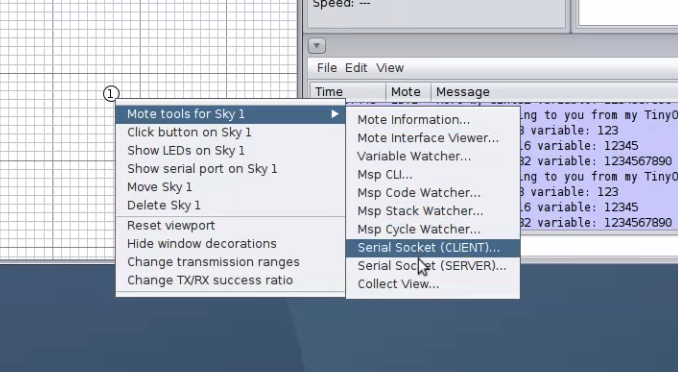 Speed: ---
File Edit View
Time Mote Message
1
Mote tools for Sky 1
Click button on Sky 1
Show LEDs on Sky 1
Show serial port on Sky 1
Move Sky 1
Delete Sky 1
Reset viewport
Hide window decorations
Change transmission ranges
Change TX/RX success ratio
Mote Information...
Mote Interface Viewer...
Variable Watcher...
Msp CLI...
Msp Code Watcher...
Msp Stack Watcher...
Msp Cycle Watcher...
Serial Socket (CLIENT)...
Serial Socket (SERVER)...
Collect View...
ng to you from my TinyO
variable: 123
6 variable: 12345
32 variable: 1234567890
ng to you from my TinyO
variable: 123
16 variable: 12345
32 variable: 1234567890